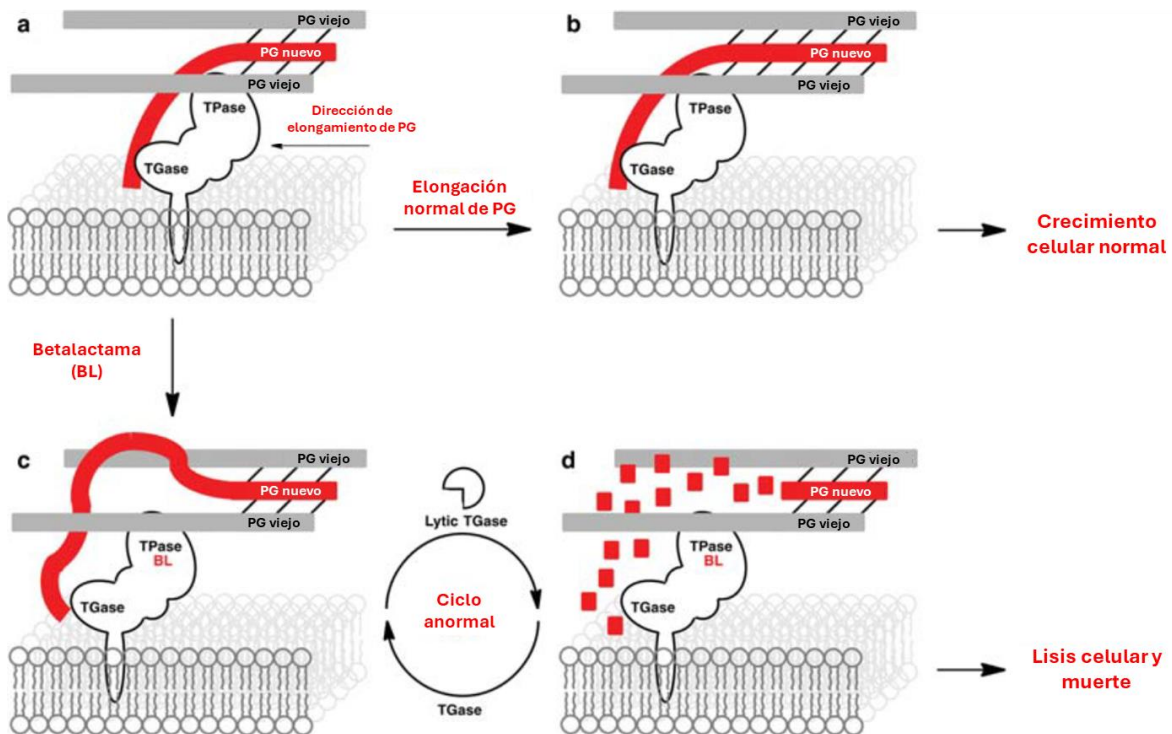 a
PG viejo
PG nuevo
PG viejo
TPase
Dirección de
elongamiento de PG
TGase
Elongación
normal de PG
b
PG viejo
PG nuevo
PG viejo
TPase
TGase
Crecimiento
celular normal
Betalactama
(BL)
c
PG viejo
PG nuevo
PG viejo
TPase
BL
TGase
Lytic TGase
Ciclo
anormal
TGase
d
PG viejo
PG nuevo
PG viejo
TPase
BL
TGase
Lisis celular y
muerte